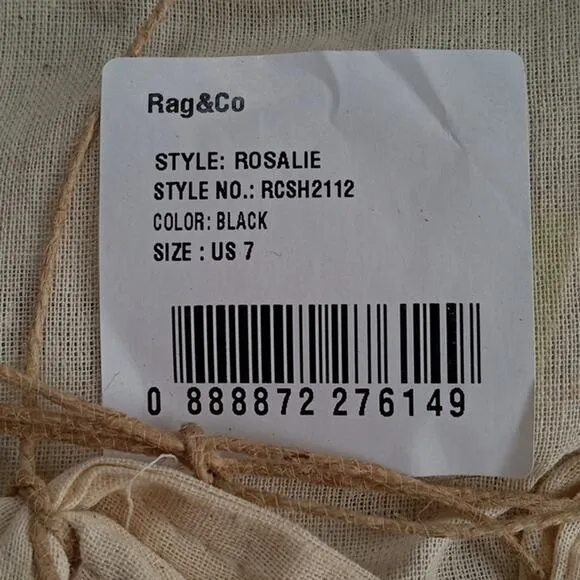 Rag&Co
STYLE: ROSALIE
STYLE NO.: RCSH2112
COLOR: BLACK
SIZE : US 7
0 888872 276149